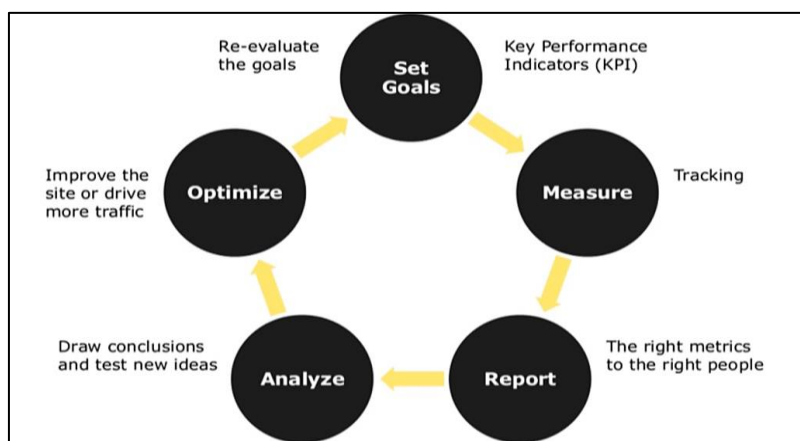 Re-evaluate
the goals
Set
Goals
Key Performance
Indicators (KPI)
Improve the
site or drive
more traffic
Optimize
Measure
Tracking
Draw conclusions
and test new ideas
Analyze
Report
The right metrics
to the right people